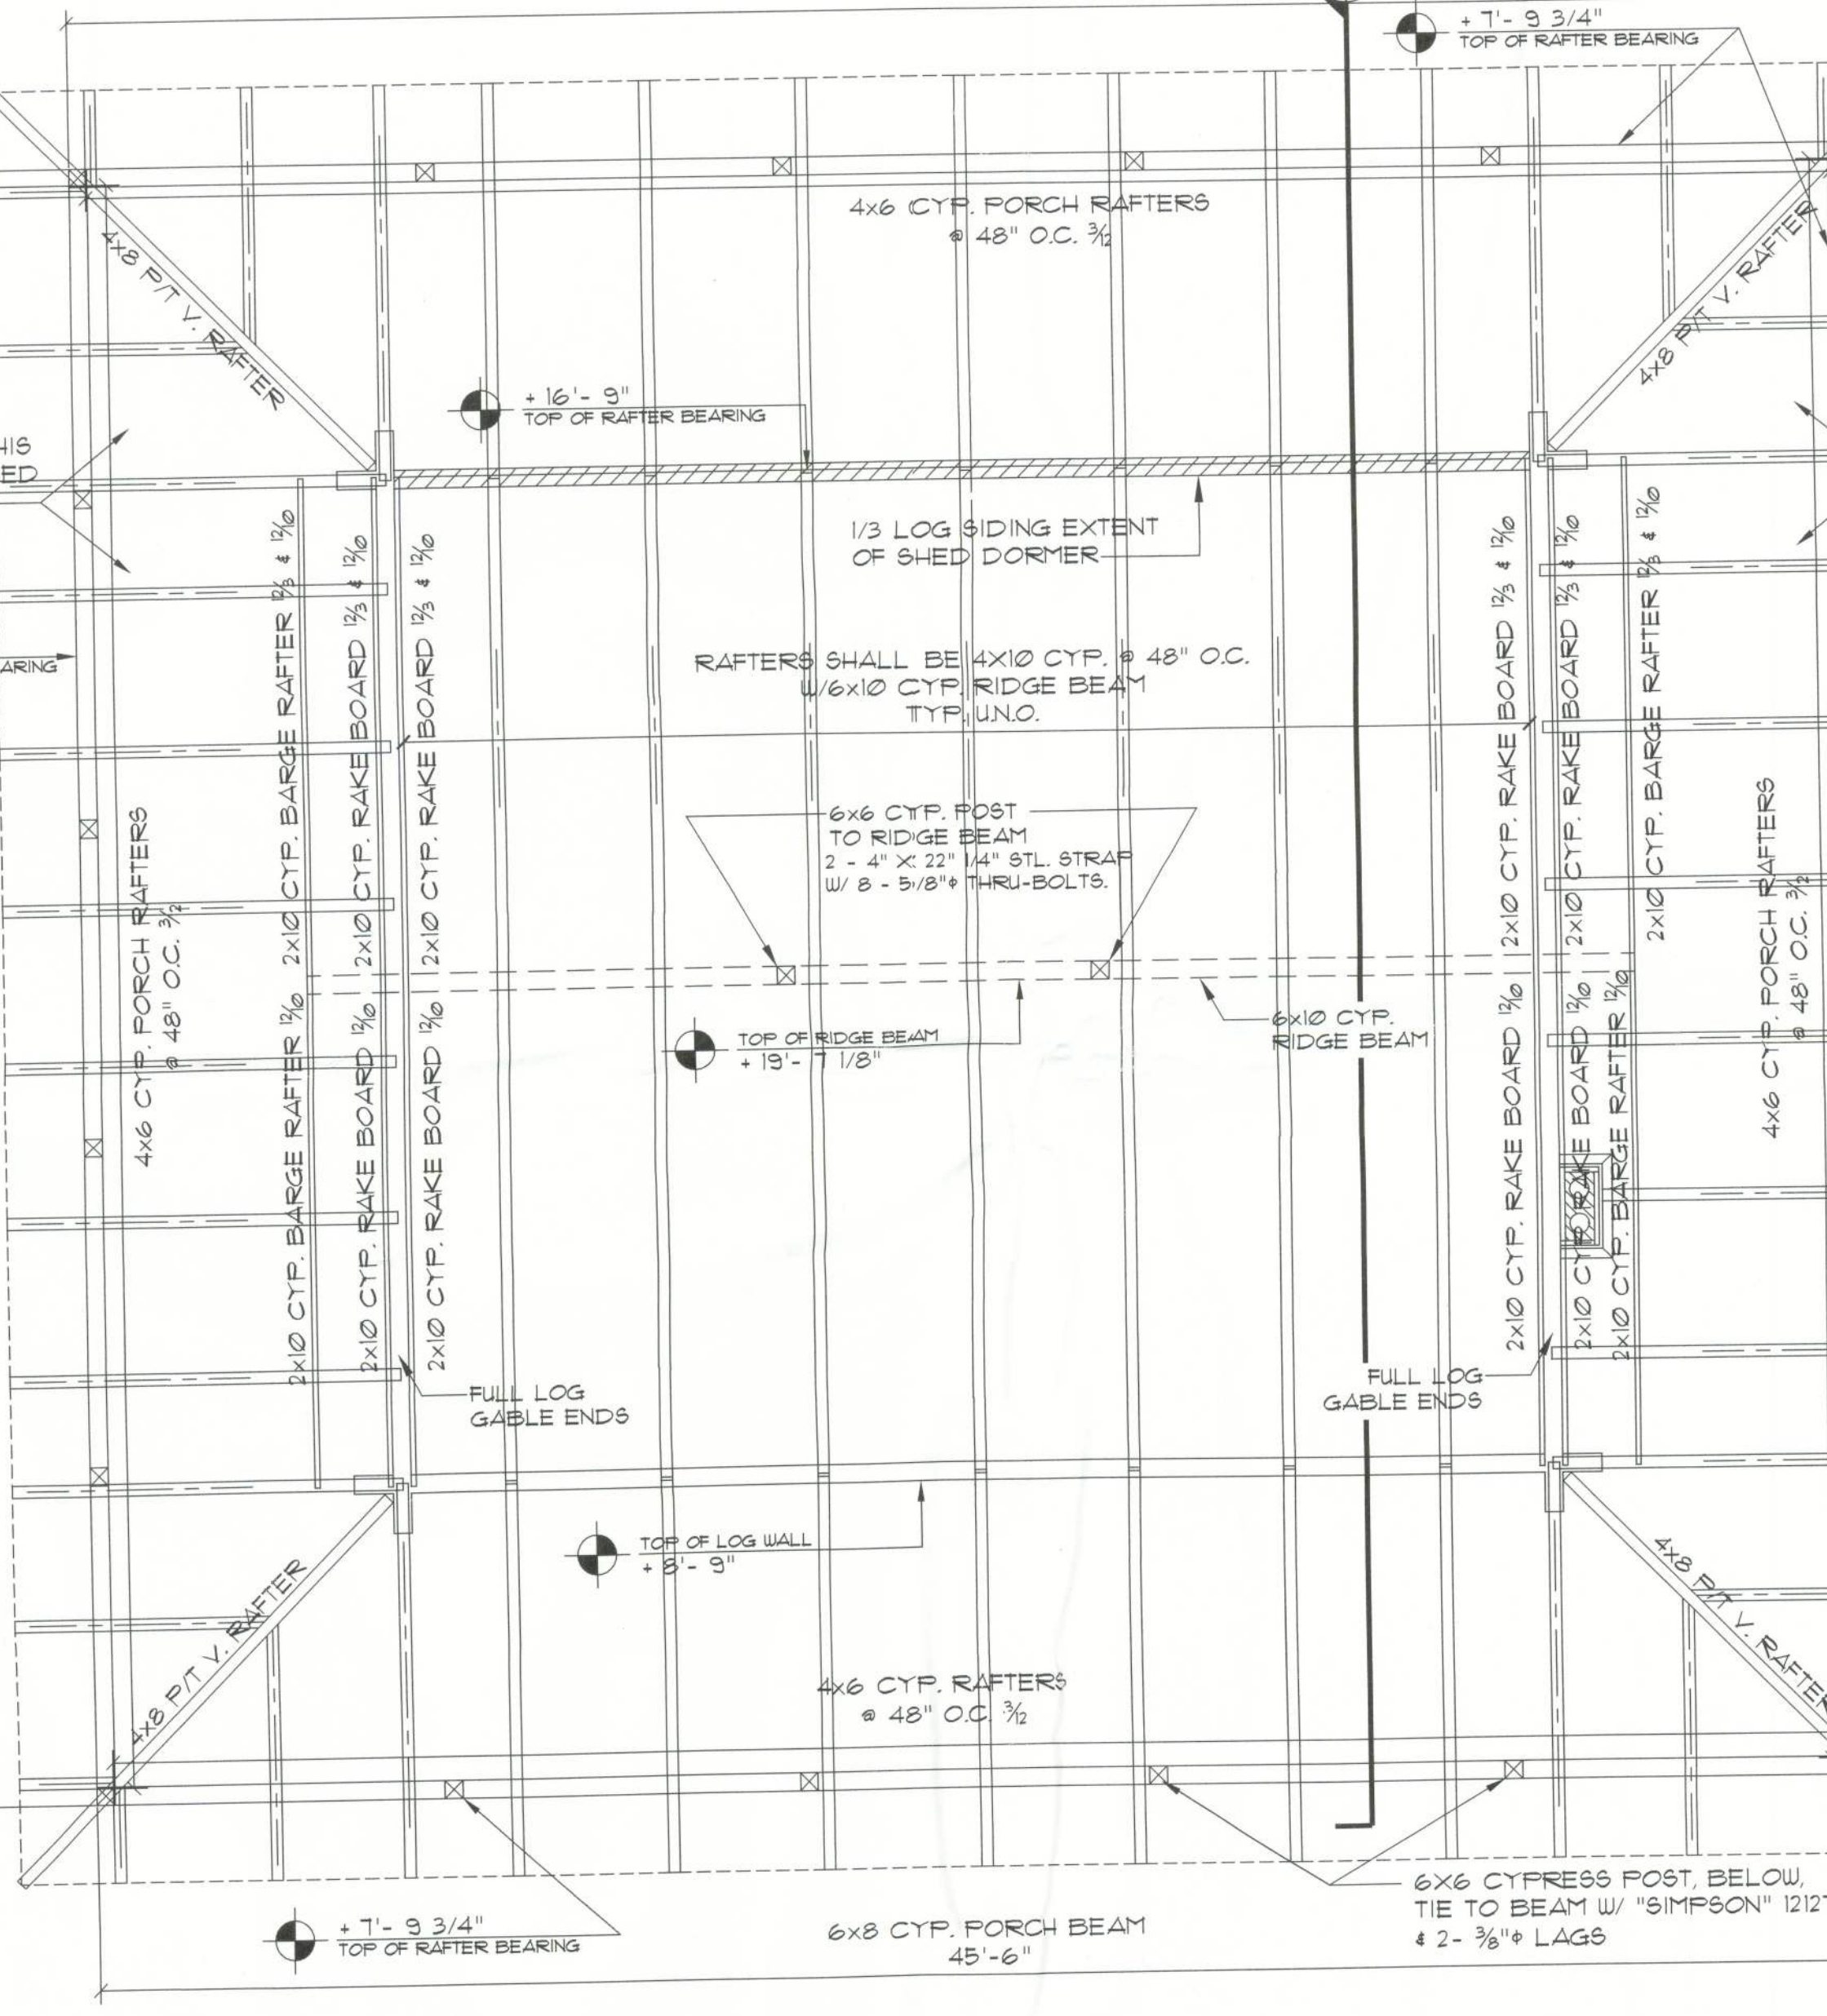 + 7'- 9 3/4"
TOP OF RAFTER BEARING
4x6 CYP. PORCH RAFTERS
@ 48" O.C. 3/12
4x8 P/T V. RAFTER
4x8 P/T V. RAFTER
+ 16'- 9"
TOP OF RAFTER BEARING
HIS
ED
1/3 LOG SIDING EXTENT
OF SHED DORMER
ARING
RAFTERS SHALL BE 4X10 CYP. @ 48" O.C.
W/6x10 CYP. RIDGE BEAM
TYP. U.N.O.
2x10 CYP. BARGE RAFTER 12/3 & 12/10
2x10 CYP. RAKE BOARD 12/3 & 12/10
2x10 CYP. RAKE BOARD 12/3 & 12/10
2x10 CYP. RAKE BOARD 12/3 & 12/10
2x10 CYP. RAKE BOARD 12/3 & 12/10
2x10 CYP. BARGE RAFTER 12/3 & 12/10
6x6 CYP. POST
TO RIDGE BEAM
2 - 4" X 22" 1/4" STL. STRAP
W/ 8 - 5/8"φ THRU-BOLTS.
4x6 CYP. PORCH RAFTERS
@ 48" O.C. 3/12
4x6 CYP. PORCH RAFTERS
@ 48" O.C. 3/12
TOP OF RIDGE BEAM
+ 19'- 7 1/8"
6x10 CYP.
RIDGE BEAM
2x10 CYP. BARGE RAFTER 12/10
2x10 CYP. RAKE BOARD 12/10
2x10 CYP. RAKE BOARD 12/10
2x10 CYP. RAKE BOARD 12/10
2x10 CYP. RAKE BOARD 12/10
2x10 CYP. BARGE RAFTER 12/10
FULL LOG
GABLE ENDS
FULL LOG
GABLE ENDS
TOP OF LOG WALL
+ 8'- 9"
4x8 P/T V. RAFTER
4x8 P/T V. RAFTER
4x6 CYP. RAFTERS
@ 48" O.C. 3/12
+ 7'- 9 3/4"
TOP OF RAFTER BEARING
6x8 CYP. PORCH BEAM
45'-6"
6X6 CYPRESS POST, BELOW,
TIE TO BEAM W/ "SIMPSON" 1212
& 2- 3/8"φ LAGS